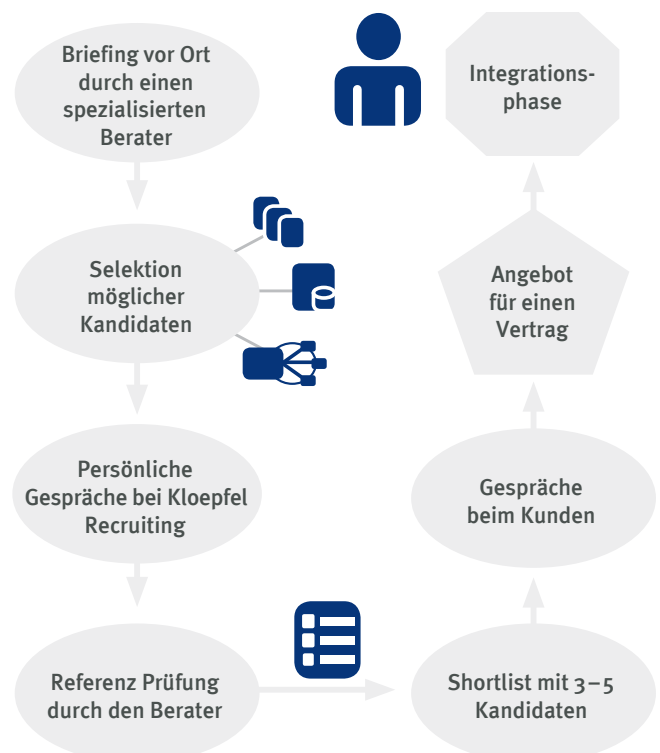 Briefing vor Ort
durch einen
spezialisierten
Berater
Selektion
möglicher
Kandidaten
Persönliche
Gespräche bei Kloepfel
Recruiting
Referenz Prüfung
durch den Berater
Shortlist mit 3–5
Kandidaten
Gespräche
beim Kunden
Angebot
für einen
Vertrag
Integrations-
phase